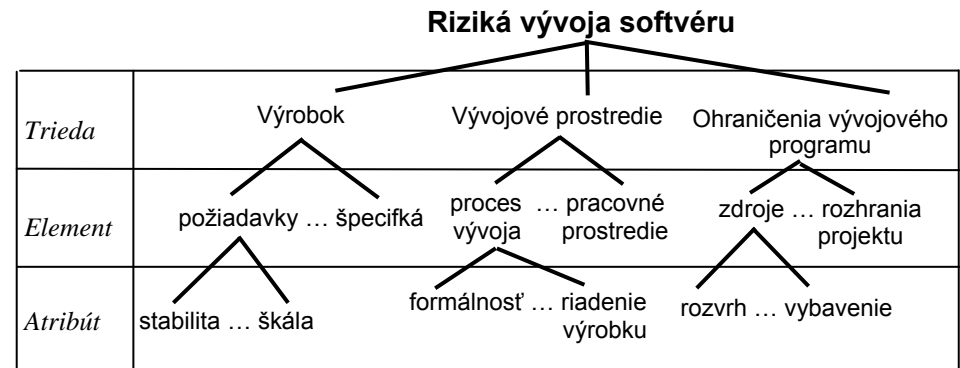 Riziká vývoja softvéru
Trieda
Výrobok
Vývojové prostredie
Ohraničenia vývojového
programu
Element
požiadavky … špecifká
proces … pracovné
vývoja prostredie
zdroje … rozhrania
projektu
Atribút
stabilita … škála
formálnosť … riadenie
výrobku
rozvrh … vybavenie